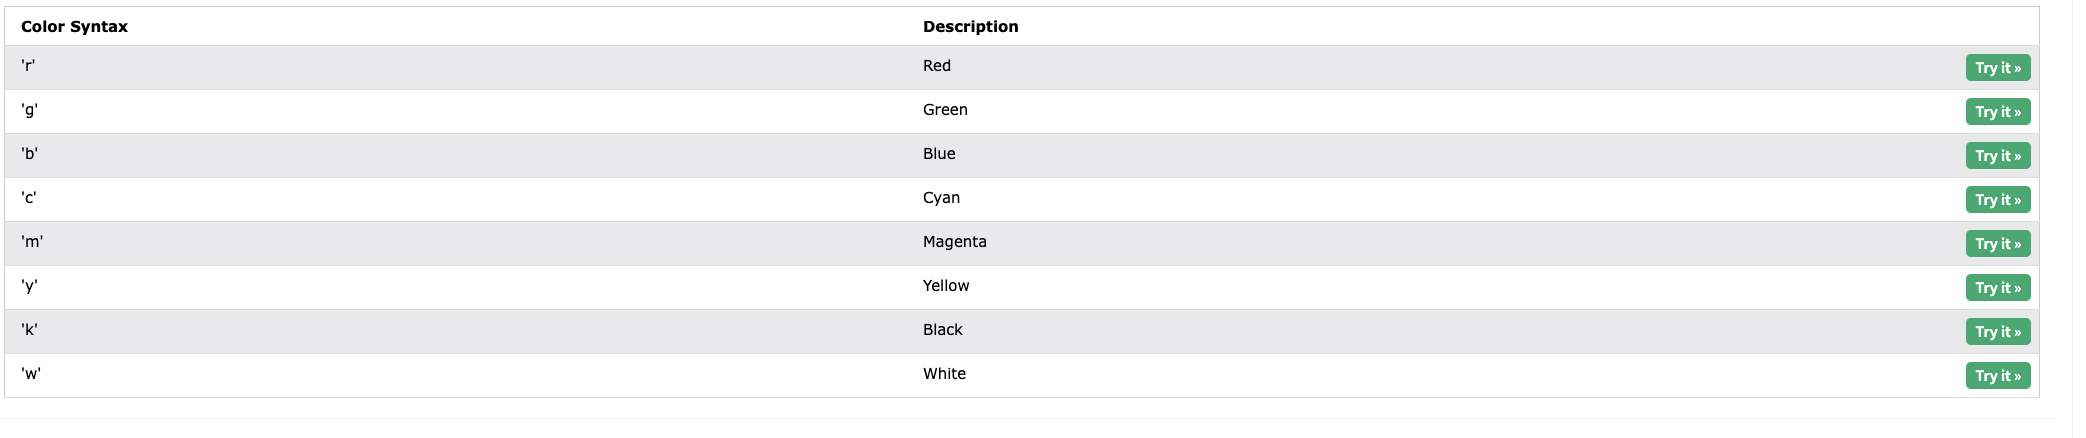 Color Syntax Description
'r' Red Try it »
'g' Green Try it »
'b' Blue Try it »
'c' Cyan Try it »
'm' Magenta Try it »
'y' Yellow Try it »
'k' Black Try it »
'w' White Try it »